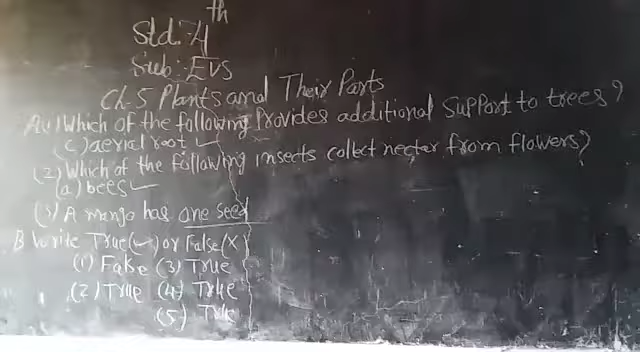 Std: 4th
Sub: EVS
Ch.5 Plants and Their Parts
A.(1) Which of the following Provides additional Support to trees?
(c) aerial root ✓
(2) Which of the following insects collect nectar from flowers?
(a) bees ✓
(3) A mango has one seed
B Write True(✓) or False(X)
(1) False (3) True
(2) True (4) True
(5) True